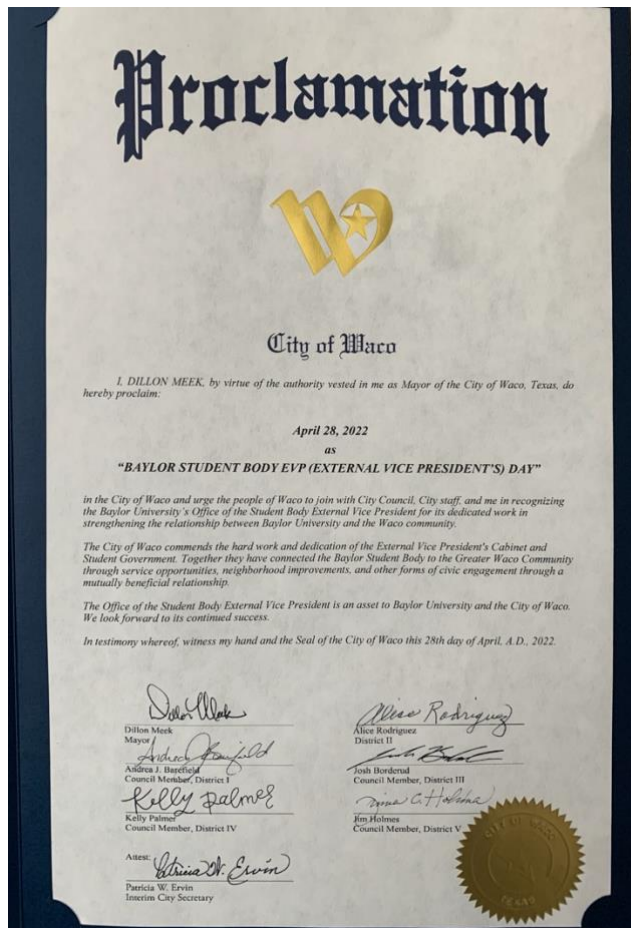 Proclamation
W
City of Waco
I, DILLON MEEK, by virtue of the authority vested in me as Mayor of the City of Waco, Texas, do
hereby proclaim:
April 28, 2022
as
“BAYLOR STUDENT BODY EVP (EXTERNAL VICE PRESIDENT’S) DAY”
in the City of Waco and urge the people of Waco to join with City Council, City staff, and me in recognizing
the Baylor University’s Office of the Student Body External Vice President for its dedicated work in
strengthening the relationship between Baylor University and the Waco community.
The City of Waco commends the hard work and dedication of the External Vice President's Cabinet and
Student Government. Together they have connected the Baylor Student Body to the Greater Waco Community
through service opportunities, neighborhood improvements, and other forms of civic engagement through a
mutually beneficial relationship.
The Office of the Student Body External Vice President is an asset to Baylor University and the City of Waco.
We look forward to its continued success.
In testimony whereof, witness my hand and the Seal of the City of Waco this 28th day of April, A.D., 2022.
Dillon Meek
Dillon Meek
Mayor
Andrea J Barefield
Andrea J. Barefield
Council Member, District I
Kelly Palmer
Kelly Palmer
Council Member, District IV
Alice Rodriguez
Alice Rodriguez
District II
Josh Borderud
Council Member, District III
Jim Holmes
Council Member, District V
Attest:
Patricia W. Ervin
Patricia W. Ervin
Interim City Secretary
CITY OF WACO
TEXAS